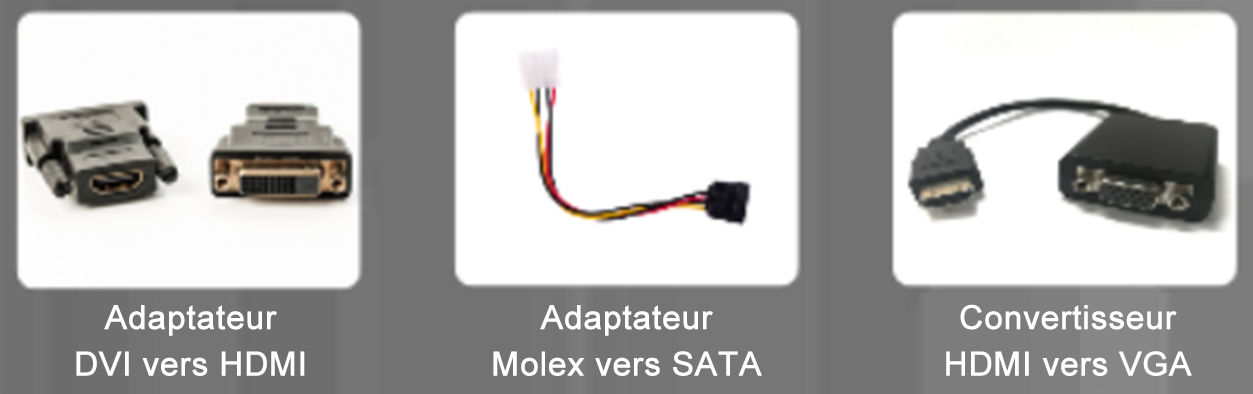 Adaptateur
DVI vers HDMI
Adaptateur
Molex vers SATA
Convertisseur
HDMI vers VGA